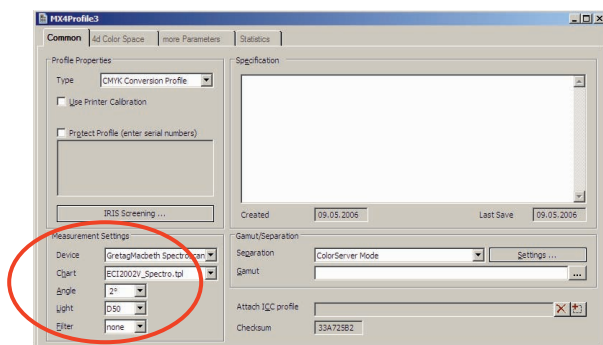 MX4Profile3
Common 4d Color Space more Parameters Statistics
Profile Properties
Type CMYK Conversion Profile
Use Printer Calibration
Protect Profile (enter serial numbers)
IRIS Screening ...
Specification
Created 09.05.2006 Last Save 09.05.2006
Measurement Settings
Device GretagMacbeth Spectroscan
Chart ECI2002V_Spectro.tpl
Angle 2°
Light D50
Filter none
Gamut/Separation
Separation ColorServer Mode Settings ...
Gamut ...
Attach ICC profile
Checksum 33A725B2